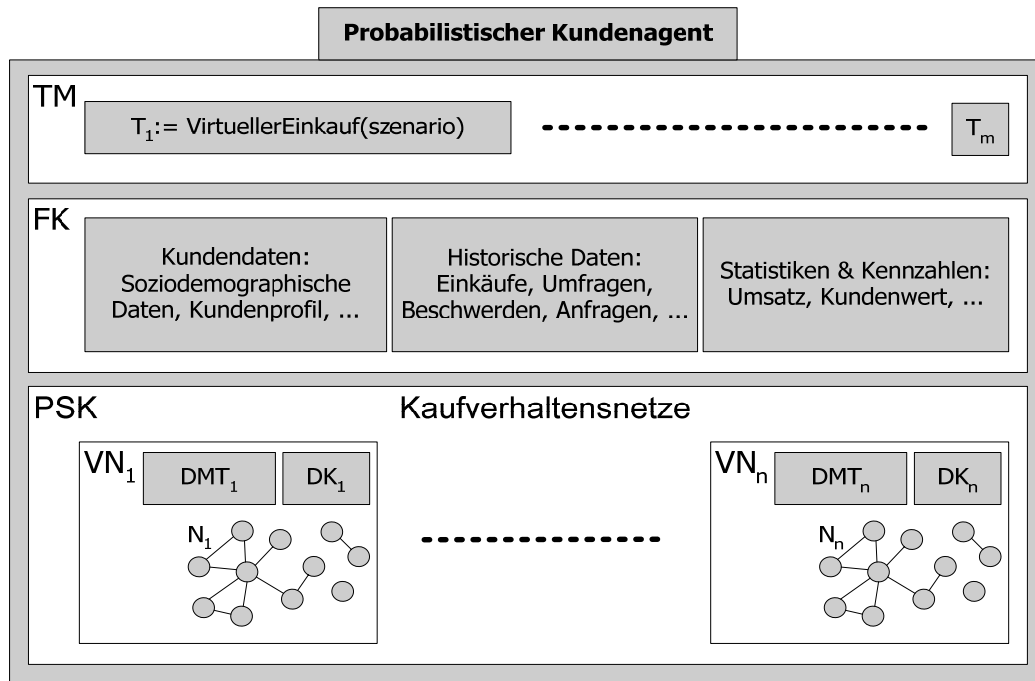 Probabilistischer Kundenagent
TM
T₁:= VirtuellerEinkauf(szenario)
Tₘ
FK
Kundendaten:
Soziodemographische
Daten, Kundenprofil, ...
Historische Daten:
Einkäufe, Umfragen,
Beschwerden, Anfragen, ...
Statistiken & Kennzahlen:
Umsatz, Kundenwert, ...
PSK
Kaufverhaltensnetze
VN₁
DMT₁
DK₁
N₁
VNₙ
DMTₙ
DKₙ
Nₙ